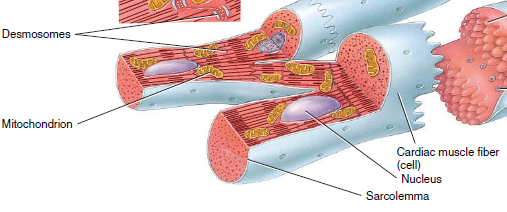 Desmosomes
Mitochondrion
Cardiac muscle fiber
(cell)
Nucleus
Sarcolemma